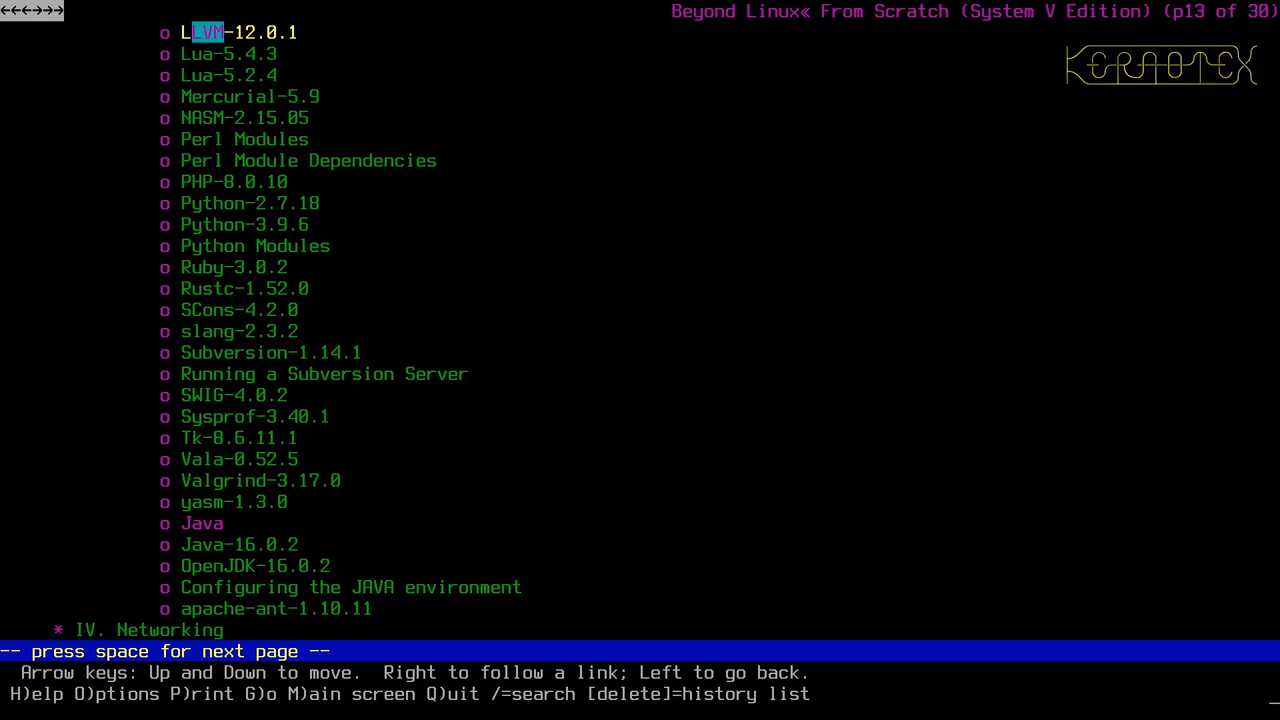 ←←←→→→ Beyond Linux« From Scratch (System V Edition) (p13 of 30)
KERNOTEX
o LLVM-12.0.1
o Lua-5.4.3
o Lua-5.2.4
o Mercurial-5.9
o NASM-2.15.05
o Perl Modules
o Perl Module Dependencies
o PHP-8.0.10
o Python-2.7.18
o Python-3.9.6
o Python Modules
o Ruby-3.0.2
o Rustc-1.52.0
o SCons-4.2.0
o slang-2.3.2
o Subversion-1.14.1
o Running a Subversion Server
o SWIG-4.0.2
o Sysprof-3.40.1
o Tk-8.6.11.1
o Vala-0.52.5
o Valgrind-3.17.0
o yasm-1.3.0
o Java
o Java-16.0.2
o OpenJDK-16.0.2
o Configuring the JAVA environment
o apache-ant-1.10.11
* IV. Networking
-- press space for next page --
Arrow keys: Up and Down to move.  Right to follow a link; Left to go back.
H)elp O)ptions P)rint G)o M)ain screen Q)uit /=search [delete]=history list